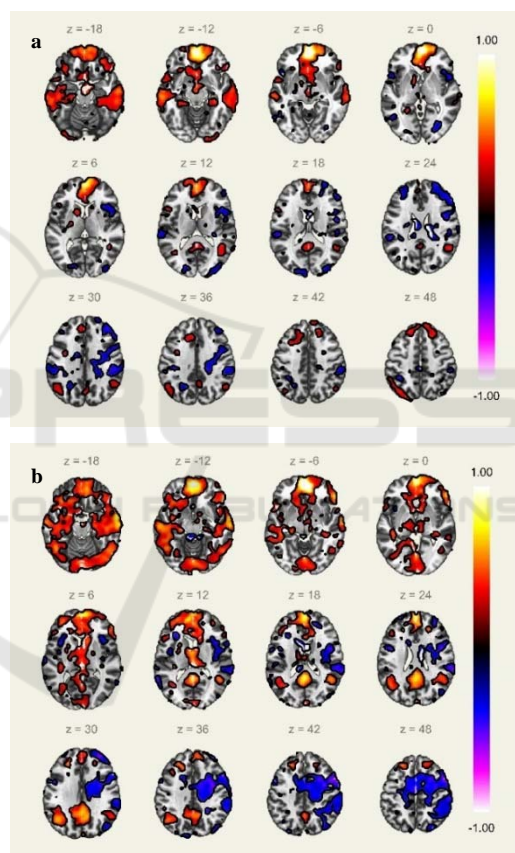 a
z = -18 z = -12 z = -6 z = 0
1.00
z = 6 z = 12 z = 18 z = 24
z = 30 z = 36 z = 42 z = 48
-1.00
PRESS
b
z = -18 z = -12 z = -6 z = 0
1.00
z = 6 z = 12 z = 18 z = 24
z = 30 z = 36 z = 42 z = 48
-1.00